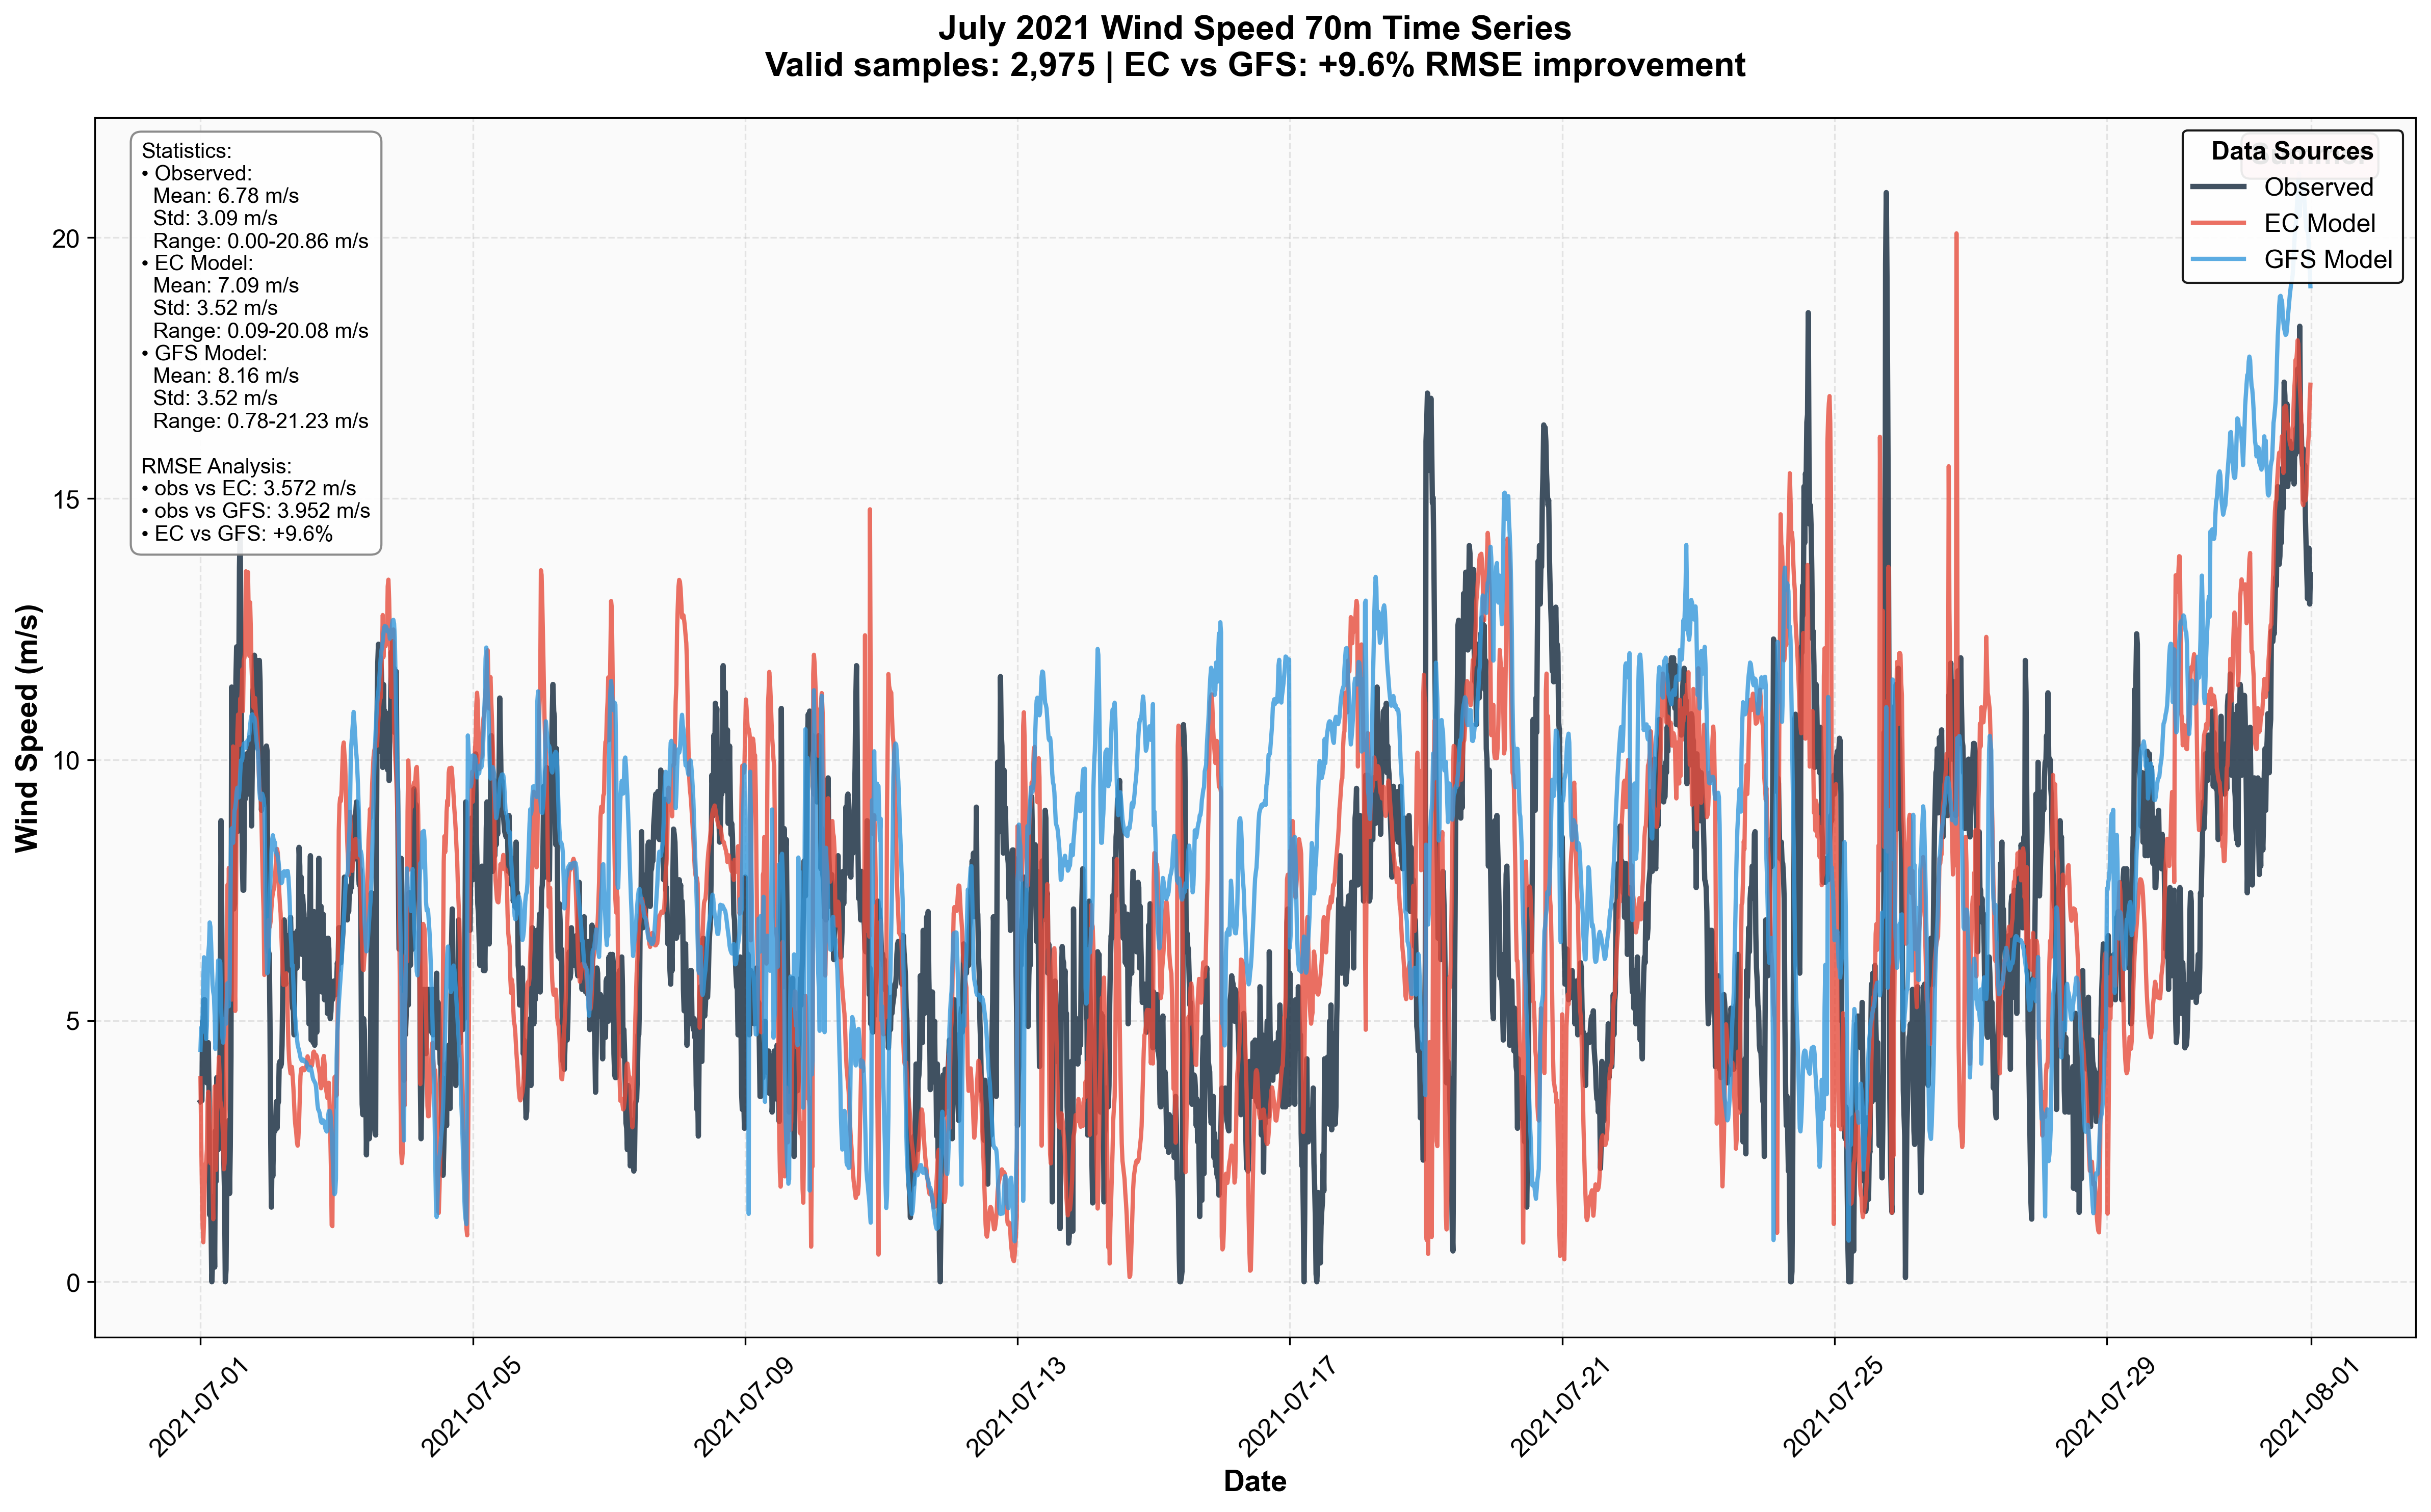 July 2021 Wind Speed 70m Time Series
Valid samples: 2,975 | EC vs GFS: +9.6% RMSE improvement
Statistics:
• Observed:
Mean: 6.78 m/s
Std: 3.09 m/s
Range: 0.00-20.86 m/s
• EC Model:
Mean: 7.09 m/s
Std: 3.52 m/s
Range: 0.09-20.08 m/s
• GFS Model:
Mean: 8.16 m/s
Std: 3.52 m/s
Range: 0.78-21.23 m/s
RMSE Analysis:
• obs vs EC: 3.572 m/s
• obs vs GFS: 3.952 m/s
• EC vs GFS: +9.6%
Data Sources
Observed
EC Model
GFS Model
Wind Speed (m/s)
20
15
10
5
0
2021-07-01
2021-07-05
2021-07-09
2021-07-13
2021-07-17
2021-07-21
2021-07-25
2021-07-29
2021-08-01
Date